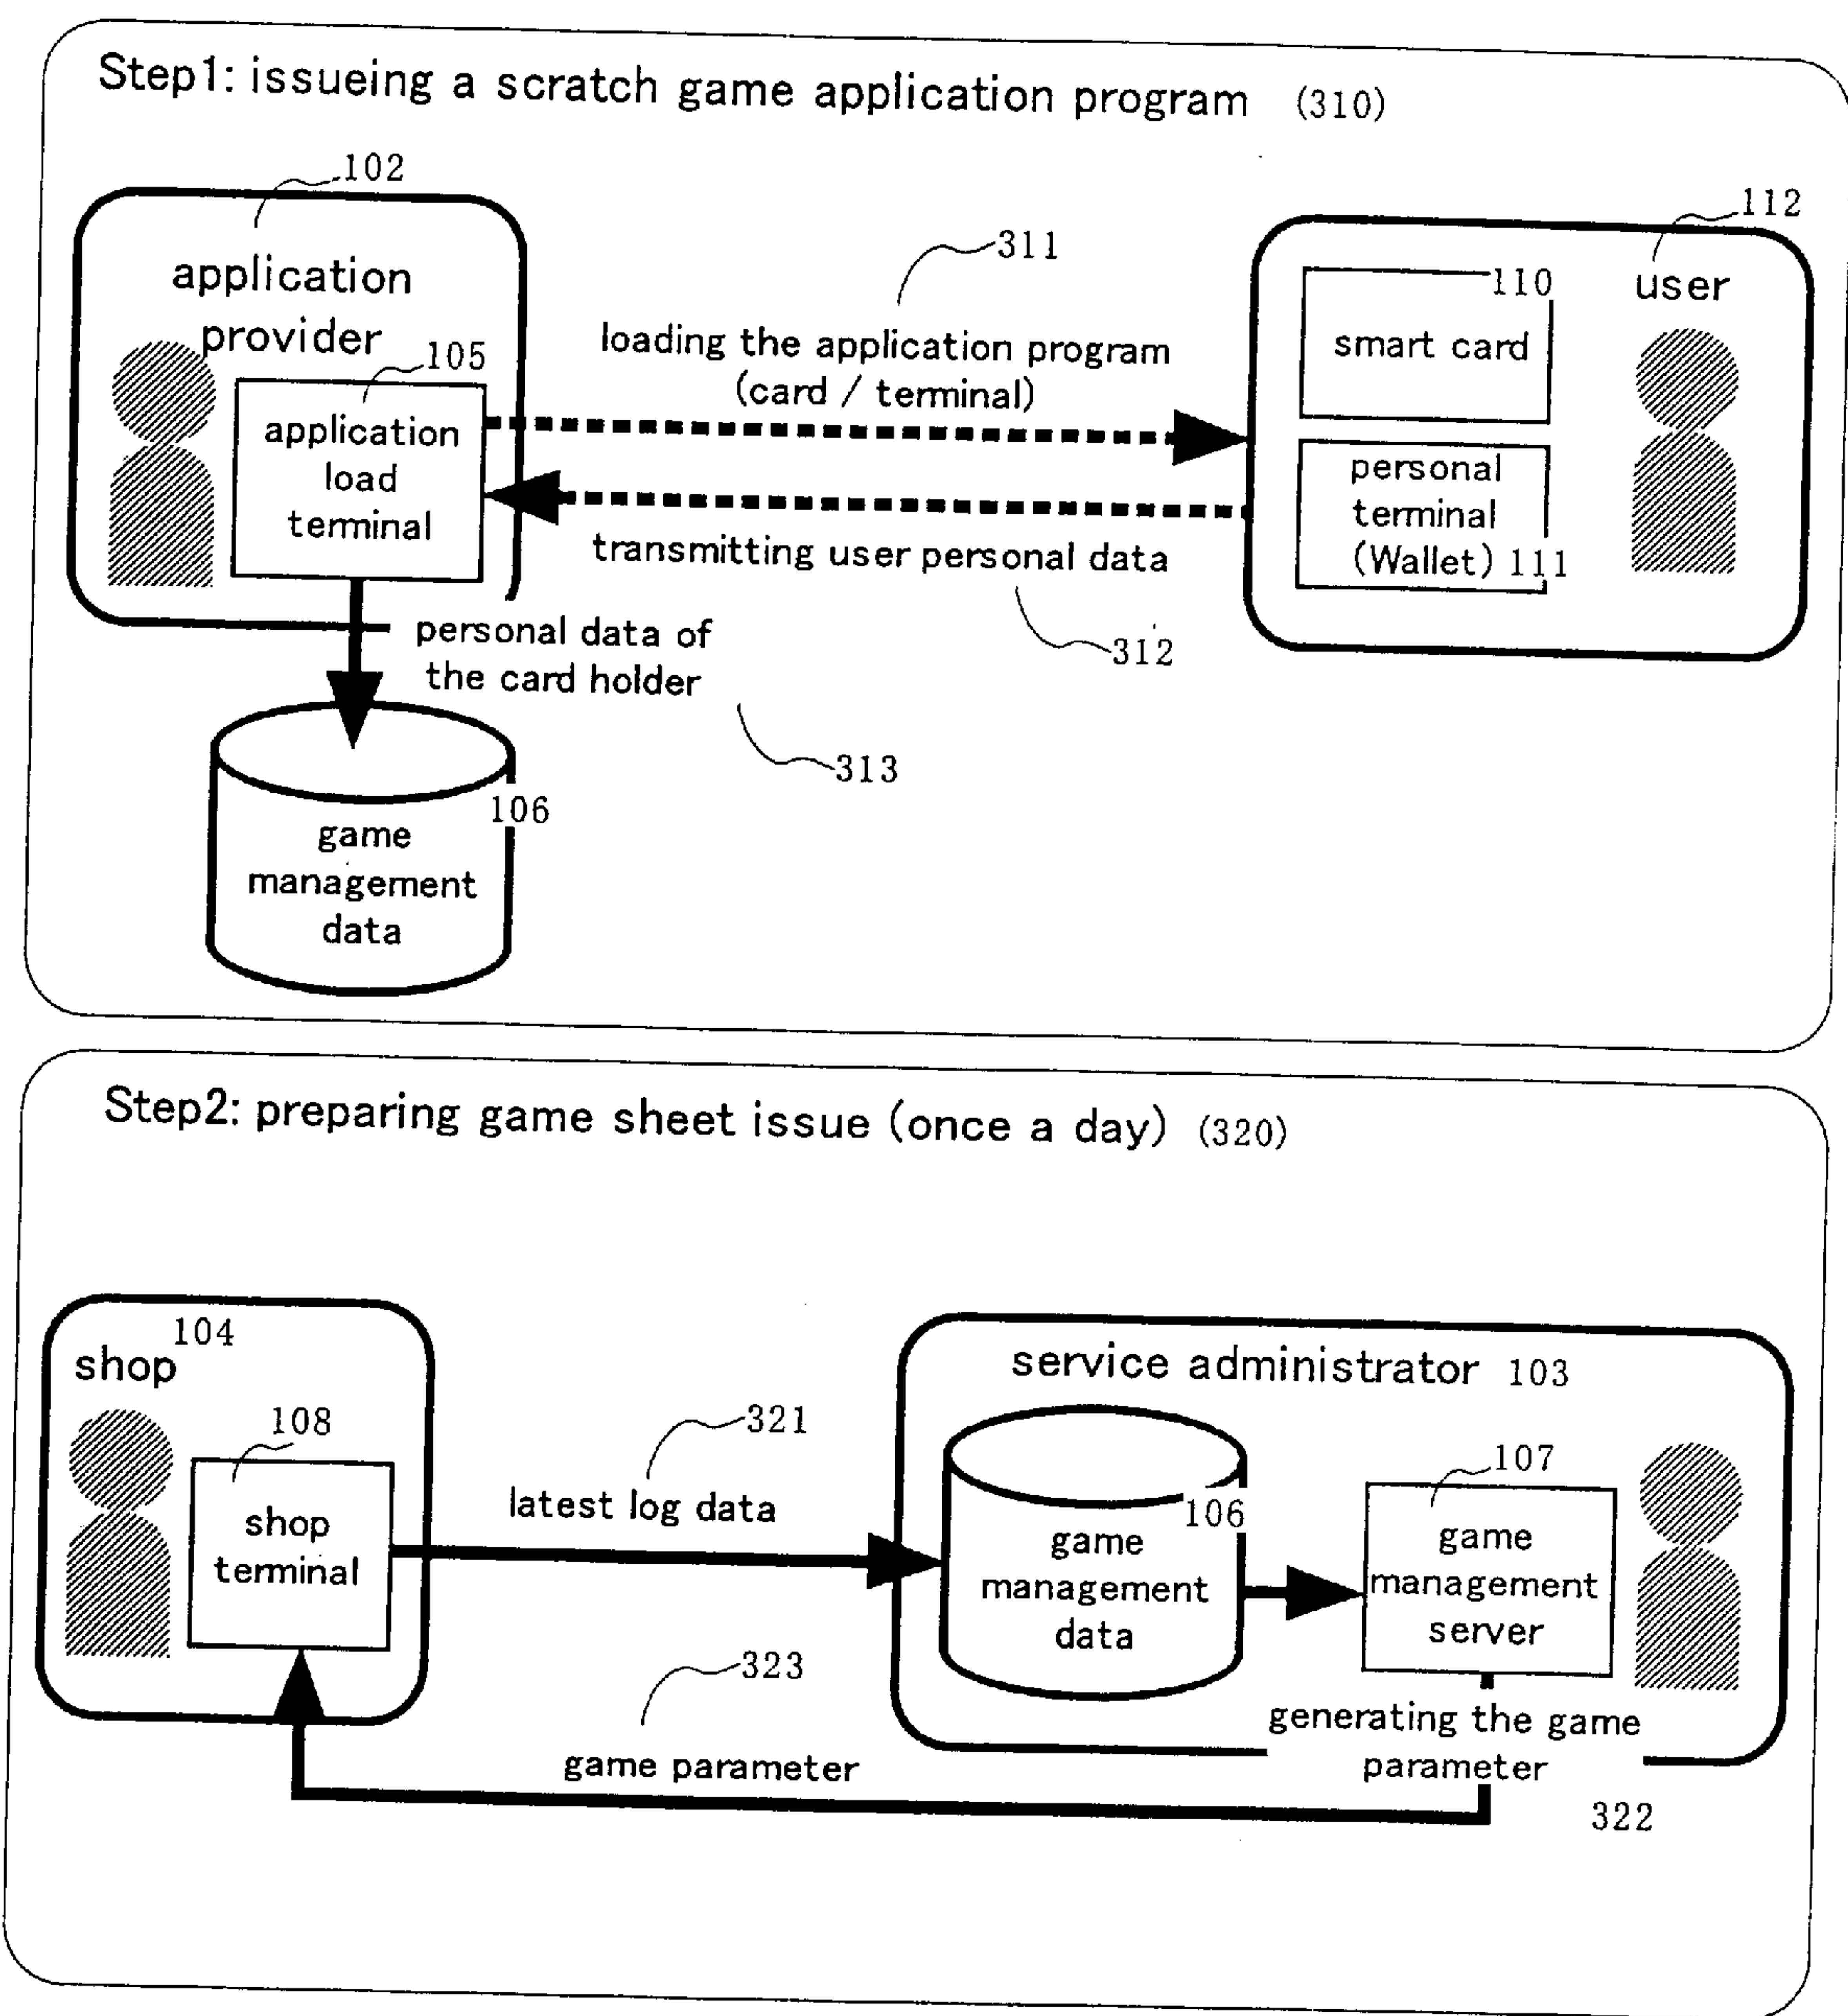 Step1: issueing a scratch game application program (310)
102
application
provider
105
application
load
terminal
311
loading the application program
(card / terminal)
transmitting user personal data
312
112
user
110
smart card
personal
terminal
(Wallet) 111
personal data of
the card holder
313
106
game
management
data
Step2: preparing game sheet issue (once a day) (320)
104
shop
108
shop
terminal
321
latest log data
323
game parameter
service administrator 103
106
game
management
data
107
game
management
server
generating the game
parameter
322